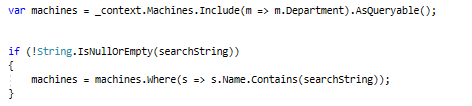 var machines = _context.Machines.Include(m => m.Department).AsQueryable();
if (!String.IsNullOrEmpty(searchString))
{
machines = machines.Where(s => s.Name.Contains(searchString));
}